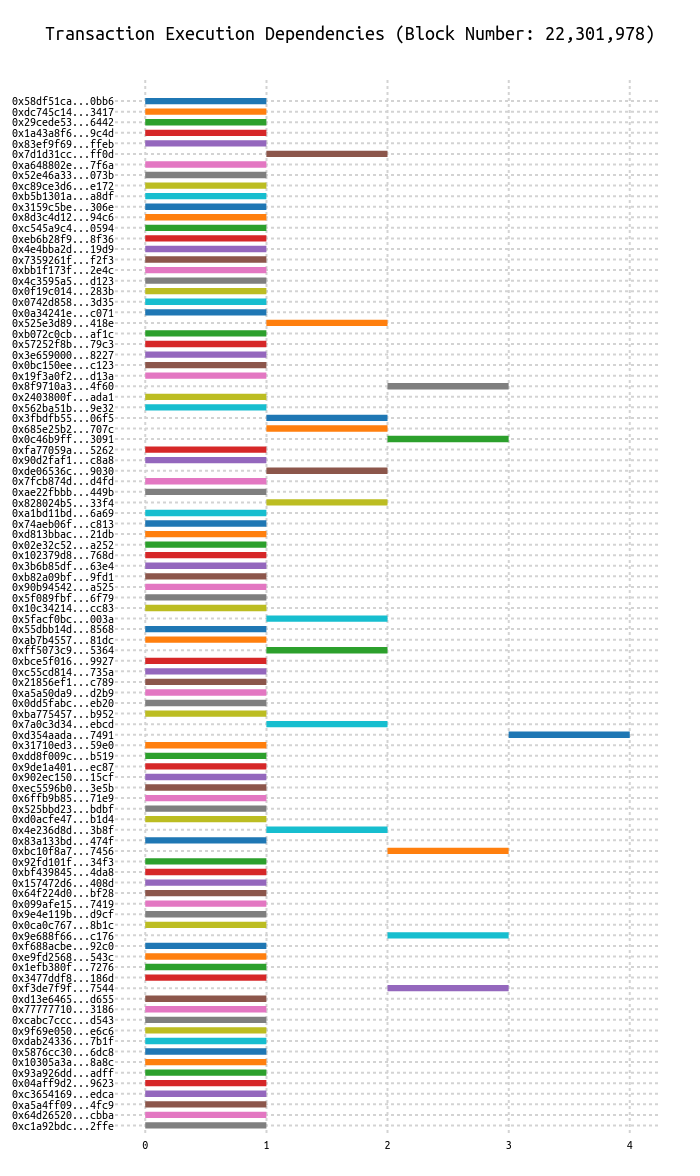 Transaction Execution Dependencies (Block Number: 22,301,978)
0x58df51ca...0bb6
0xdc745c14...3417
0x29cede53...6442
0x1a43a8f6...9c4d
0x83ef9f69...ffeb
0x7d1d31cc...ff0d
0xa648802e...7f6a
0x52e46a33...073b
0xc89ce3d6...e172
0xb5b1301a...a8df
0x3159c5be...306e
0x8d3c4d12...94c6
0xc545a9c4...0594
0xeb6b28f9...8f36
0x4e4bba2d...19d9
0x7359261f...f2f3
0xbb1f173f...2e4c
0x4c3595a5...d123
0x0f19c014...283b
0x0742d858...3d35
0x0a34241e...c071
0x525e3d89...418e
0xb072c0cb...af1c
0x57252f8b...79c3
0x3e659000...8227
0x0bc150ee...c123
0x19f3a0f2...d13a
0x8f9710a3...4f60
0x2403800f...ada1
0x562ba51b...9e32
0x3fbdfb55...06f5
0x685e25b2...707c
0x0c46b9ff...3091
0xfa77059a...5262
0x90d2faf1...c8a8
0xde06536c...9030
0x7fcb874d...d4fd
0xae22fbbb...449b
0x828024b5...33f4
0xa1bd11bd...6a69
0x74aeb06f...c813
0xd813bbac...21db
0x02e32c52...a252
0x102379d8...768d
0x3b6b85df...63e4
0xb82a09bf...9fd1
0x90b94542...a525
0x5f089fbf...6f79
0x10c34214...cc83
0x5facf0bc...003a
0x55dbb14d...8568
0xab7b4557...81dc
0xff5073c9...5364
0xbce5f016...9927
0xc55cd814...735a
0x21856ef1...c789
0xa5a50da9...d2b9
0x0dd5fabc...eb20
0xba775457...b952
0x7a0c3d34...ebcd
0xd354aada...7491
0x31710ed3...59e0
0xdd8f009c...b519
0x9de1a401...ec87
0x902ec150...15cf
0xec5596b0...3e5b
0x6ffb9b85...71e9
0x525bbd23...bdbf
0xd0acfe47...b1d4
0x4e236d8d...3b8f
0x83a133bd...474f
0xbc10f8a7...7456
0x92fd101f...34f3
0xbf439845...4da8
0x157472d6...408d
0x64f224d0...bf28
0x099afe15...7419
0x9e4e119b...d9cf
0x0ca0c767...8b1c
0x9e688f66...c176
0xf688acbe...92c0
0xe9fd2568...543c
0x1efb380f...7276
0x3477ddf8...186d
0xf3de7f9f...7544
0xd13e6465...d655
0x77777710...3186
0xcabc7ccc...d543
0x9f69e050...e6c6
0xdab24336...7b1f
0x5876cc30...6dc8
0x10305a3a...8a8c
0x93a926dd...adff
0x04aff9d2...9623
0xc3654169...edca
0xa5a4ff09...4fc9
0x64d26520...cbba
0xc1a92bdc...2ffe
0 1 2 3 4